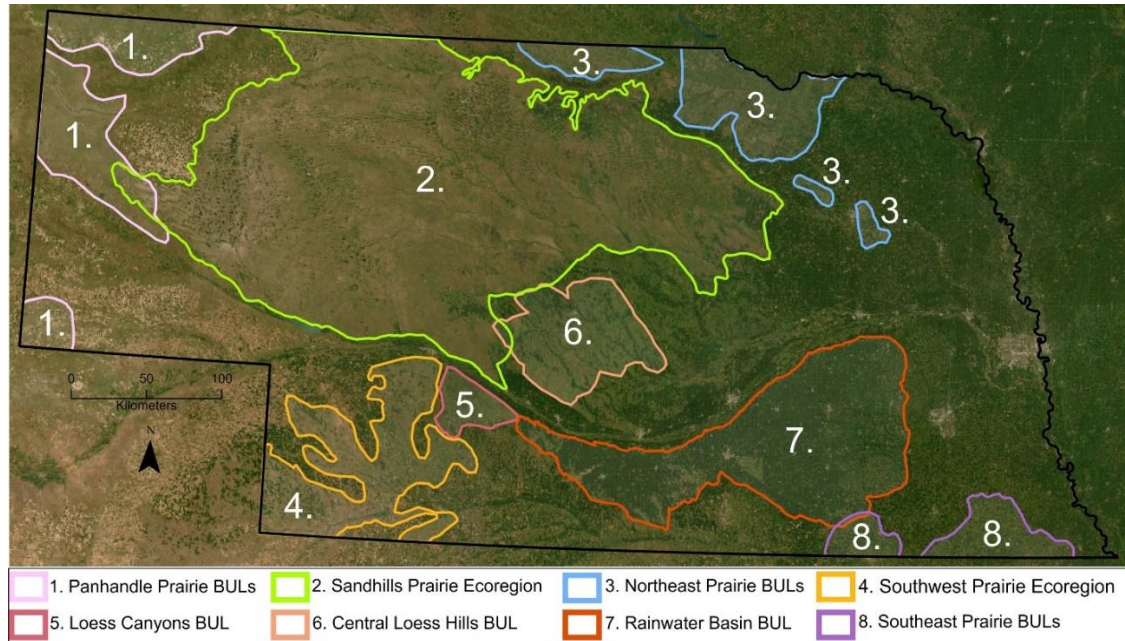 1.
3.
3.
1.
2.
3.
3.
1.
6.
0 50 100
Kilometers
N
5.
7.
4.
8.
8.
1. Panhandle Prairie BULs
2. Sandhills Prairie Ecoregion
3. Northeast Prairie BULs
4. Southwest Prairie Ecoregion
5. Loess Canyons BUL
6. Central Loess Hills BUL
7. Rainwater Basin BUL
8. Southeast Prairie BULs